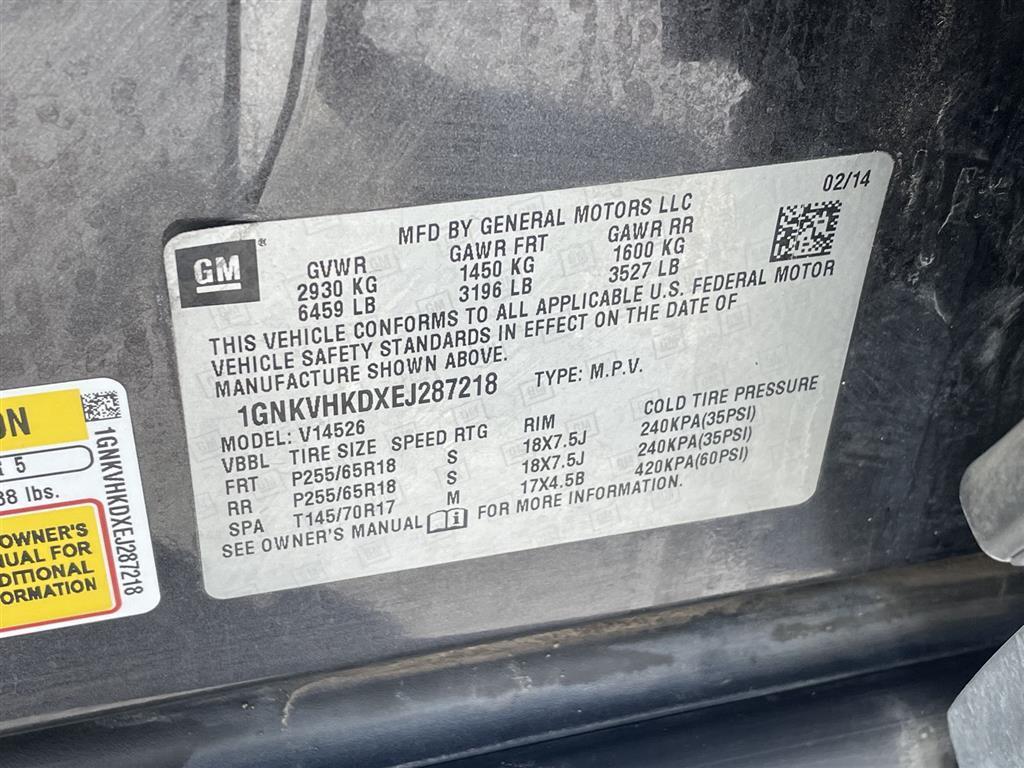 02/14
MFD BY GENERAL MOTORS LLC
GM®
GVWR GAWR FRT GAWR RR
2930 KG 1450 KG 1600 KG
6459 LB 3196 LB 3527 LB
THIS VEHICLE CONFORMS TO ALL APPLICABLE U.S. FEDERAL MOTOR
VEHICLE SAFETY STANDARDS IN EFFECT ON THE DATE OF
MANUFACTURE SHOWN ABOVE.
1GNKVHKDXEJ287218 TYPE: M.P.V.
MODEL: V14526
VBBL TIRE SIZE SPEED RTG RIM COLD TIRE PRESSURE
FRT P255/65R18 S 18X7.5J 240KPA(35PSI)
RR P255/65R18 S 18X7.5J 240KPA(35PSI)
SPA T145/70R17 M 17X4.5B 420KPA(60PSI)
SEE OWNER'S MANUAL FOR MORE INFORMATION.
ON
R 5
38 lbs.
OWNER'S
NUAL FOR
DDITIONAL
ORMATION
1GNKVHKDXEJ287218